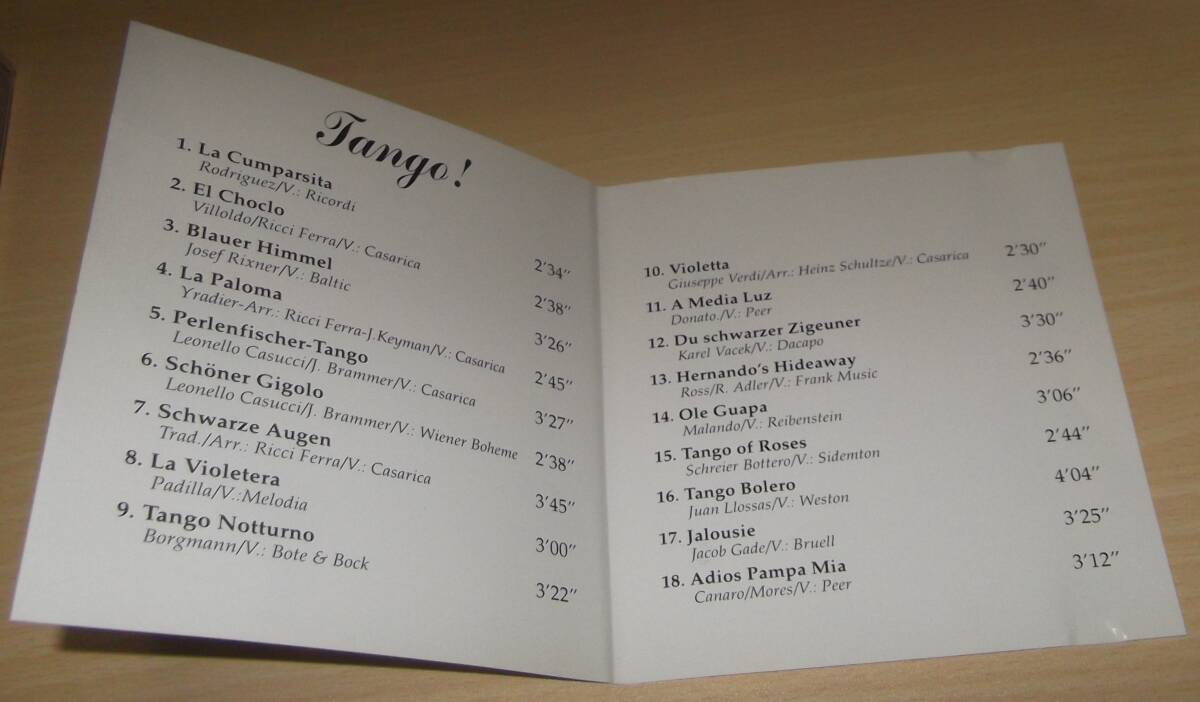 Tango!
1. La Cumparsita 2'34"
Rodriguez/V.: Ricordi
2. El Choclo 2'38"
Villoldo/Ricci Ferra/V.: Casarica
3. Blauer Himmel 3'26"
Josef Rixner/V.: Baltic
4. La Paloma 2'45"
Yradier-Arr.: Ricci Ferra-J.Keyman/V.: Casarica
5. Perlenfischer-Tango 3'27"
Leonello Casucci/J. Brammer/V.: Casarica
6. Schöner Gigolo 2'38"
Leonello Casucci/J. Brammer/V.: Wiener Boheme
7. Schwarze Augen 3'45"
Trad./Arr.: Ricci Ferra/V.: Casarica
8. La Violetera 3'00"
Padilla/V.:Melodia
9. Tango Notturno 3'22"
Borgmann/V.: Bote & Bock
10. Violetta 2'30"
Giuseppe Verdi/Arr.: Heinz Schultze/V.: Casarica
11. A Media Luz 2'40"
Donato./V.: Peer
12. Du schwarzer Zigeuner 3'30"
Karel Vacek/V.: Dacapo
13. Hernando's Hideaway 2'36"
Ross/R. Adler/V.: Frank Music
14. Ole Guapa 3'06"
Malando/V.: Reibenstein
15. Tango of Roses 2'44"
Schreier Bottero/V.: Sidemton
16. Tango Bolero 4'04"
Juan Llossas/V.: Weston
17. Jalousie 3'25"
Jacob Gade/V.: Bruell
18. Adios Pampa Mia 3'12"
Canaro/Mores/V.: Peer